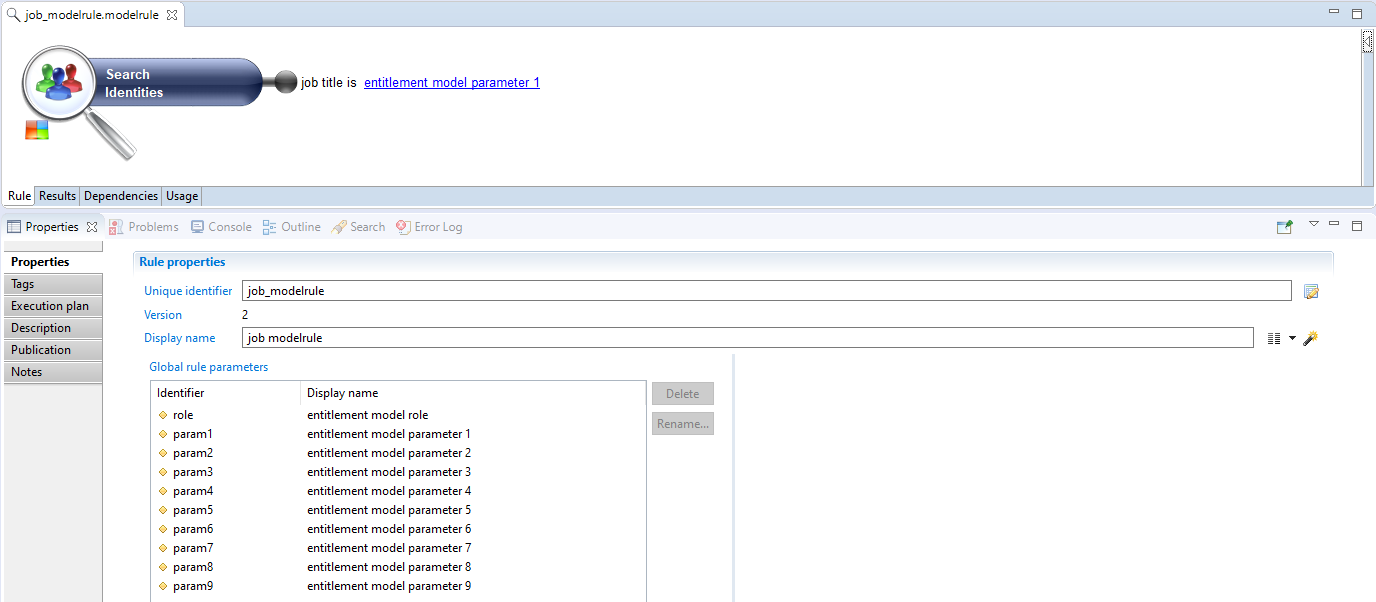 job_modelrule.modelrule
Search
Identities
job title is entitlement model parameter 1
Rule Results Dependencies Usage
Properties Problems Console Outline Search Error Log
Properties
Tags
Execution plan
Description
Publication
Notes
Rule properties
Unique identifier job_modelrule
Version 2
Display name job modelrule
Global rule parameters
Identifier Display name
role entitlement model role
param1 entitlement model parameter 1
param2 entitlement model parameter 2
param3 entitlement model parameter 3
param4 entitlement model parameter 4
param5 entitlement model parameter 5
param6 entitlement model parameter 6
param7 entitlement model parameter 7
param8 entitlement model parameter 8
param9 entitlement model parameter 9
Delete
Rename...